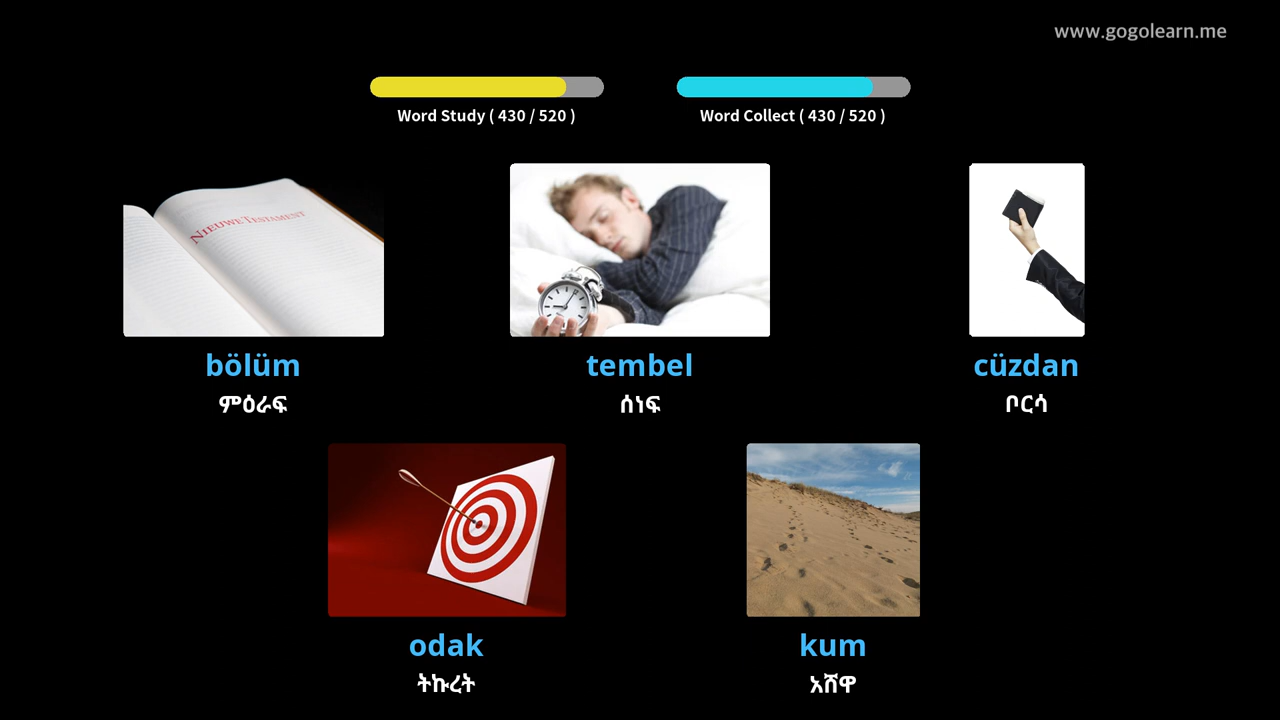 www.gogolearn.me
Word Study ( 430 / 520 )
Word Collect ( 430 / 520 )
NIEUWE TESTAMENT
bölüm
tembel
cüzdan
ምዕራፍ
ሰነፍ
ቦርሳ
odak
kum
ትኩረት
አሸዋ